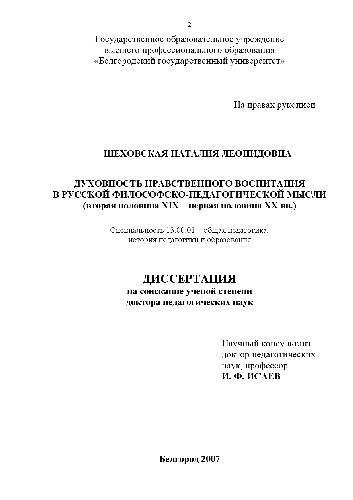 2
Государственное образовательное учреждение
высшего профессионального образования
«Белгородский государственный университет»
На правах рукописи
ШЕХОВСКАЯ НАТАЛИЯ ЛЕОНИДОВНА
ДУХОВНОСТЬ НРАВСТВЕННОГО ВОСПИТАНИЯ
В РУССКОЙ ФИЛОСОФСКО-ПЕДАГОГИЧЕСКОЙ МЫСЛИ
(вторая половина XIX – первая половина XX вв.)
Специальность 13.00.01 – общая педагогика,
история педагогики и образования
ДИССЕРТАЦИЯ
на соискание ученой степени
доктора педагогических наук
Научный консультант
доктор педагогических
наук, профессор
И. Ф. ИСАЕВ
Белгород 2007